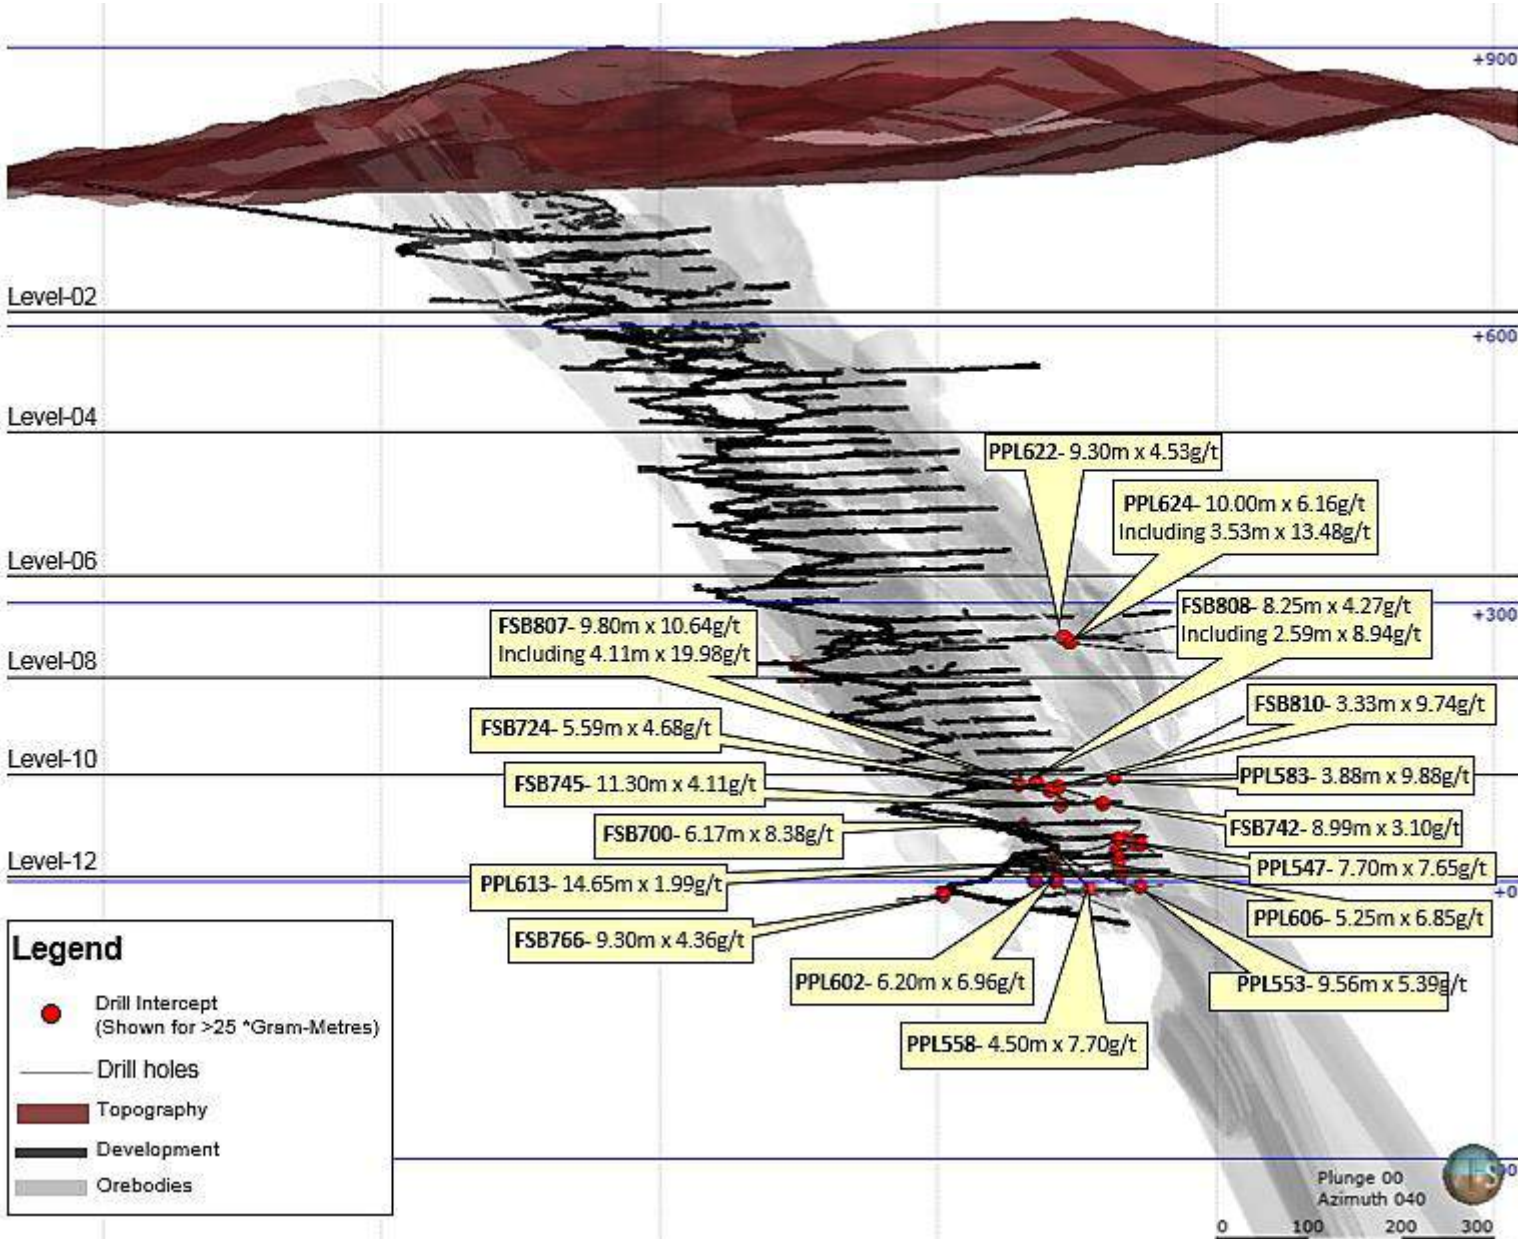 +900
Level-02
+600
Level-04
PPL622- 9.30m x 4.53g/t
PPL624- 10.00m x 6.16g/t
Including 3.53m x 13.48g/t
Level-06
+300
FSB808- 8.25m x 4.27g/t
Including 2.59m x 8.94g/t
FSB807- 9.80m x 10.64g/t
Including 4.11m x 19.98g/t
Level-08
FSB810- 3.33m x 9.74g/t
FSB724- 5.59m x 4.68g/t
Level-10
PPL583- 3.88m x 9.88g/t
FSB745- 11.30m x 4.11g/t
FSB742- 8.99m x 3.10g/t
FSB700- 6.17m x 8.38g/t
Level-12
PPL547- 7.70m x 7.65g/t
PPL613- 14.65m x 1.99g/t
+0
PPL606- 5.25m x 6.85g/t
FSB766- 9.30m x 4.36g/t
PPL602- 6.20m x 6.96g/t
PPL553- 9.56m x 5.39g/t
PPL558- 4.50m x 7.70g/t
Legend
Drill Intercept
(Shown for >25 *Gram-Metres)
Drill holes
Topography
Development
Orebodies
Plunge 00
Azimuth 040
0 100 200 300